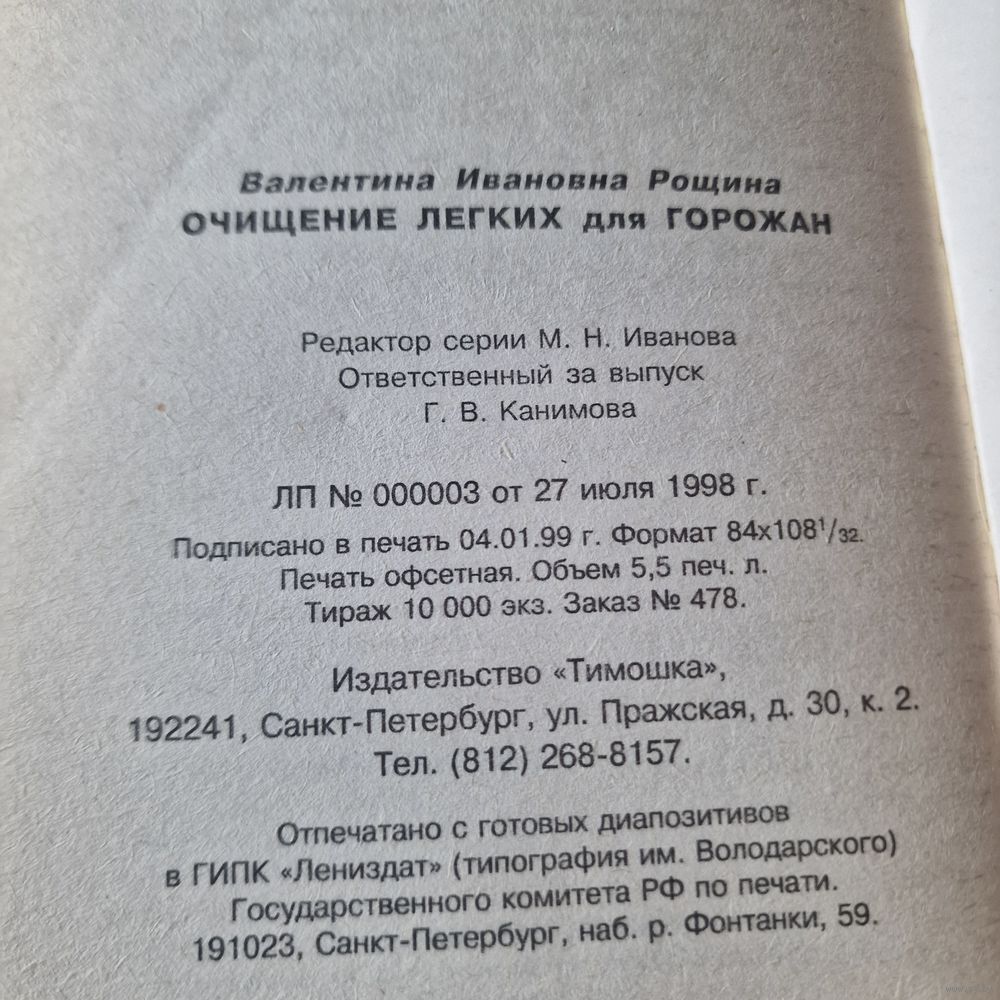 Валентина Ивановна Рощина
ОЧИЩЕНИЕ ЛЕГКИХ для ГОРОЖАН
Редактор серии М. Н. Иванова
Ответственный за выпуск
Г. В. Канимова
ЛП № 000003 от 27 июля 1998 г.
Подписано в печать 04.01.99 г. Формат 84х108¹/₃₂.
Печать офсетная. Объем 5,5 печ. л.
Тираж 10 000 экз. Заказ № 478.
Издательство «Тимошка»,
192241, Санкт-Петербург, ул. Пражская, д. 30, к. 2.
Тел. (812) 268-8157.
Отпечатано с готовых диапозитивов
в ГИПК «Лениздат» (типография им. Володарского)
Государственного комитета РФ по печати.
191023, Санкт-Петербург, наб. р. Фонтанки, 59.